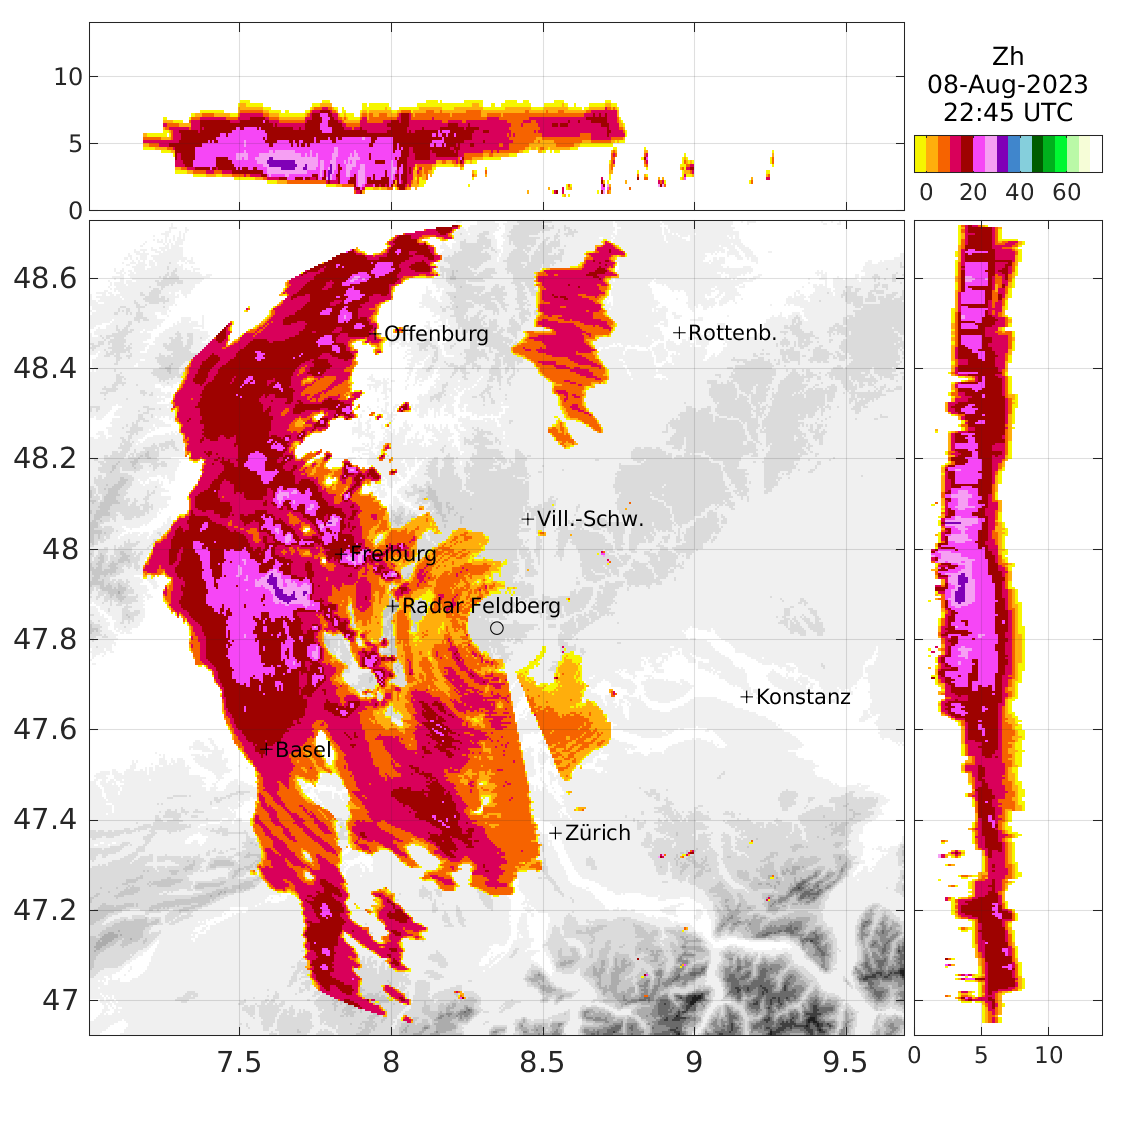 10
5
0
Zh
08-Aug-2023
22:45 UTC
0 20 40 60
48.6
48.4
48.2
48
47.8
47.6
47.4
47.2
47
+Offenburg
+Rottenb.
+Vill.-Schw.
+Freiburg
+Radar Feldberg
+Konstanz
+Basel
+Zürich
7.5 8 8.5 9 9.5
0 5 10